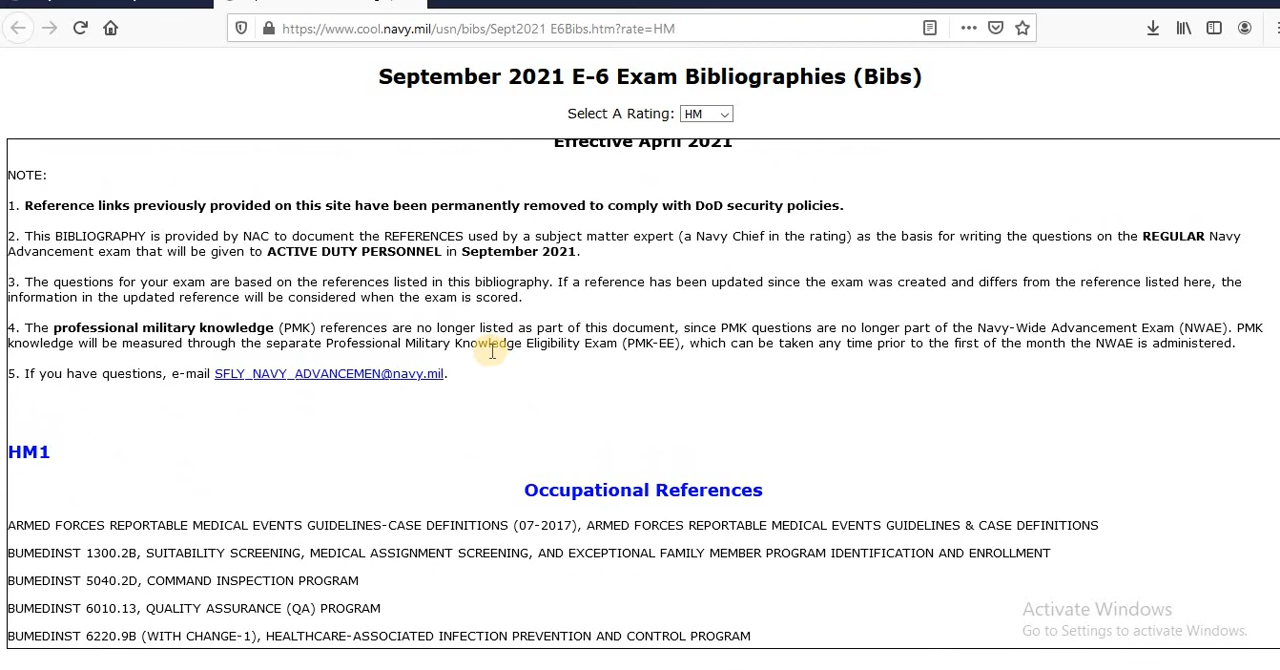 https://www.cool.navy.mil/usn/bibs/Sept2021 E6Bibs.htm?rate=HM
September 2021 E-6 Exam Bibliographies (Bibs)
Select A Rating: HM
Effective April 2021
NOTE:
1. Reference links previously provided on this site have been permanently removed to comply with DoD security policies.
2. This BIBLIOGRAPHY is provided by NAC to document the REFERENCES used by a subject matter expert (a Navy Chief in the rating) as the basis for writing the questions on the REGULAR Navy
Advancement exam that will be given to ACTIVE DUTY PERSONNEL in September 2021.
3. The questions for your exam are based on the references listed in this bibliography. If a reference has been updated since the exam was created and differs from the reference listed here, the
information in the updated reference will be considered when the exam is scored.
4. The professional military knowledge (PMK) references are no longer listed as part of this document, since PMK questions are no longer part of the Navy-Wide Advancement Exam (NWAE). PMK
knowledge will be measured through the separate Professional Military Knowledge Eligibility Exam (PMK-EE), which can be taken any time prior to the first of the month the NWAE is administered.
5. If you have questions, e-mail SFLY_NAVY_ADVANCEMEN@navy.mil.
HM1
Occupational References
ARMED FORCES REPORTABLE MEDICAL EVENTS GUIDELINES-CASE DEFINITIONS (07-2017), ARMED FORCES REPORTABLE MEDICAL EVENTS GUIDELINES & CASE DEFINITIONS
BUMEDINST 1300.2B, SUITABILITY SCREENING, MEDICAL ASSIGNMENT SCREENING, AND EXCEPTIONAL FAMILY MEMBER PROGRAM IDENTIFICATION AND ENROLLMENT
BUMEDINST 5040.2D, COMMAND INSPECTION PROGRAM
BUMEDINST 6010.13, QUALITY ASSURANCE (QA) PROGRAM
BUMEDINST 6220.9B (WITH CHANGE-1), HEALTHCARE-ASSOCIATED INFECTION PREVENTION AND CONTROL PROGRAM
Activate Windows
Go to Settings to activate Windows.